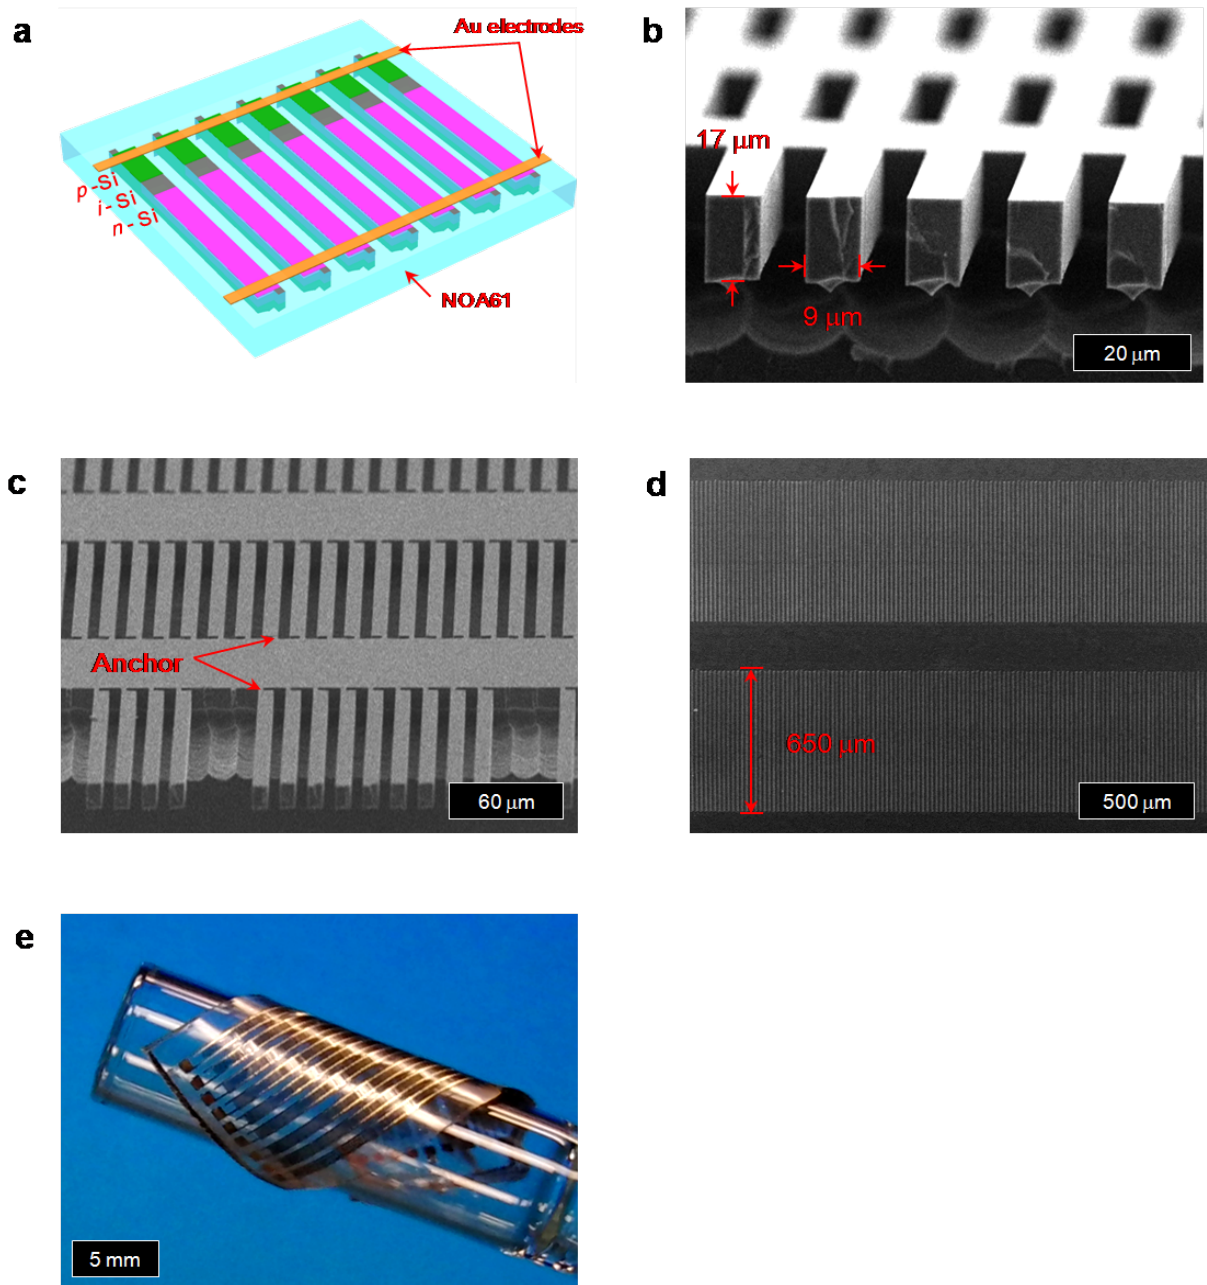 a
Au electrodes
p-Si
i-Si
n-Si
NOA61
b
17 μm
9 μm
20 μm
c
Anchor
60 μm
d
650 μm
500 μm
e
5 mm